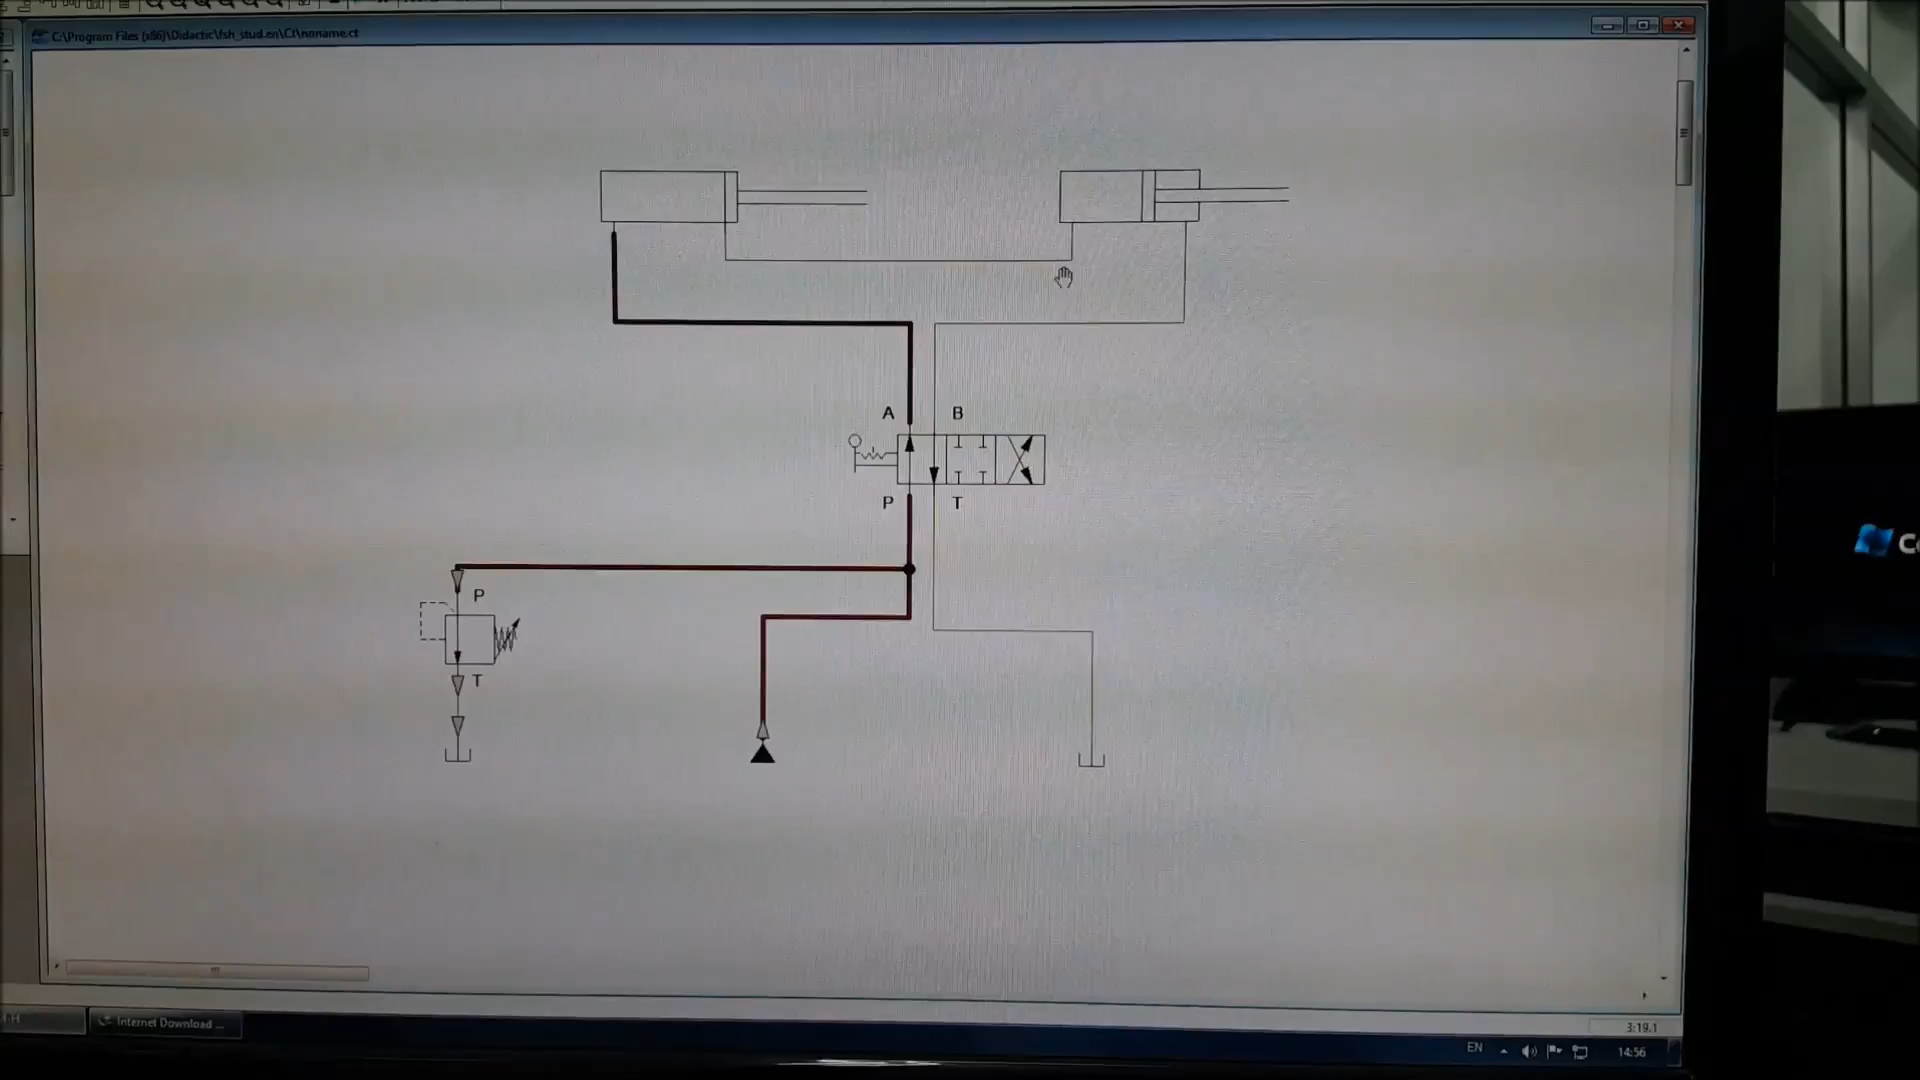 C:\Program Files (x86)\Didactic\fsh_stud.en\Ct\noname.ct
A B
P T
P
T
Internet Download ...
3:19.1
EN
14:56